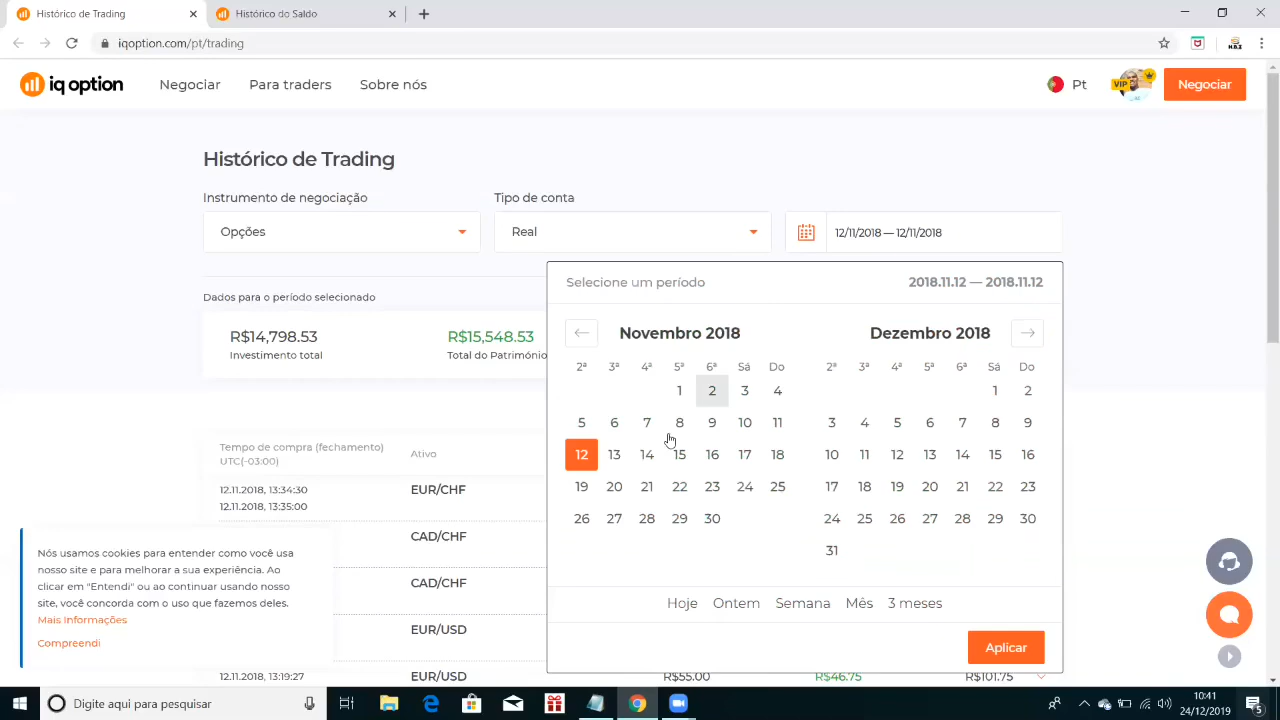 Histórico de Trading
Histórico do Saldo
iqoption.com/pt/trading
iq option
Negociar
Para traders
Sobre nós
Pt
VIP
Negociar
Histórico de Trading
Instrumento de negociação
Tipo de conta
Opções
Real
12/11/2018 — 12/11/2018
Selecione um período
2018.11.12 — 2018.11.12
Dados para o período selecionado
R$14,798.53
R$15,548.53
Investimento total
Total do Patrimônio
Novembro 2018
Dezembro 2018
2ª 3ª 4ª 5ª 6ª Sá Do
2ª 3ª 4ª 5ª 6ª Sá Do
1 2 3 4
1 2
5 6 7 8 9 10 11
3 4 5 6 7 8 9
12 13 14 15 16 17 18
10 11 12 13 14 15 16
19 20 21 22 23 24 25
17 18 19 20 21 22 23
26 27 28 29 30
24 25 26 27 28 29 30
31
Hoje Ontem Semana Mês 3 meses
Aplicar
Tempo de compra (fechamento)
UTC(-03:00)
Ativo
12.11.2018, 13:34:30
12.11.2018, 13:35:00
EUR/CHF
CAD/CHF
CAD/CHF
EUR/USD
12.11.2018, 13:19:27
EUR/USD
R$55.00
R$46.75
R$101.75
Nós usamos cookies para entender como você usa
nosso site e para melhorar a sua experiência. Ao
clicar em "Entendi" ou ao continuar usando nosso
site, você concorda com o uso que fazemos deles.
Mais Informações
Compreendi
Digite aqui para pesquisar
10:41
24/12/2019
5